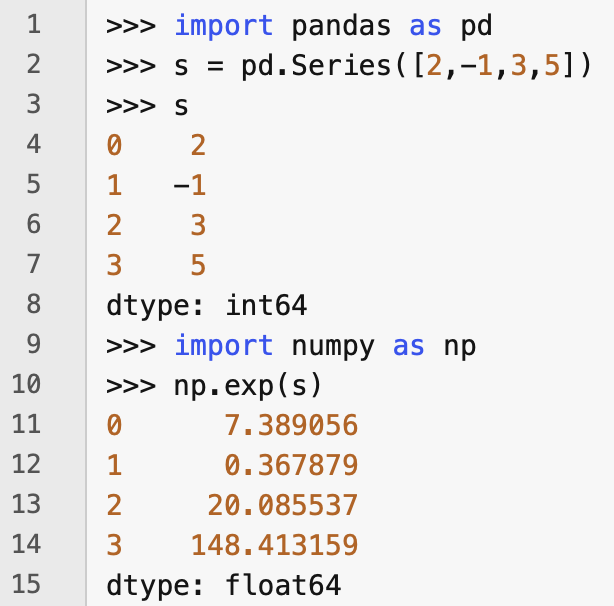 1 >>> import pandas as pd
2 >>> s = pd.Series([2,-1,3,5])
3 >>> s
4 0     2
5 1    -1
6 2     3
7 3     5
8 dtype: int64
9 >>> import numpy as np
10 >>> np.exp(s)
11 0      7.389056
12 1      0.367879
13 2     20.085537
14 3    148.413159
15 dtype: float64